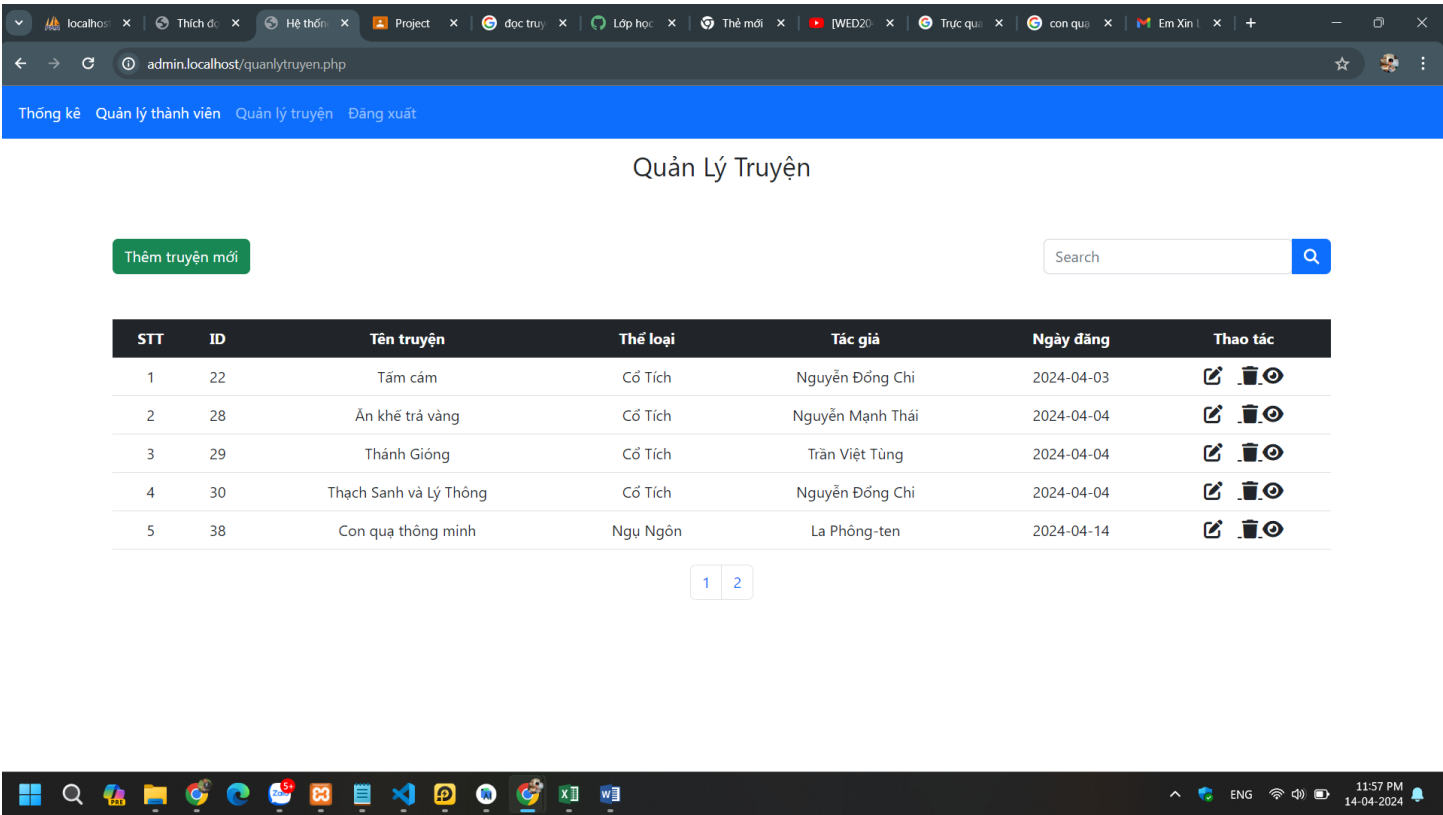 localhos
Thích đọ
Hệ thốn
Project
đọc truy
Lớp học
Thẻ mới
[WED20
Trực qua
con quạ
Em Xin L
admin.localhost/quanlytruyen.php
Thống kê Quản lý thành viên Quản lý truyện Đăng xuất
Quản Lý Truyện
Thêm truyện mới
Search
STT ID Tên truyện Thể loại Tác giả Ngày đăng Thao tác
1 22 Tấm cám Cổ Tích Nguyễn Đổng Chi 2024-04-03
2 28 Ăn khế trả vàng Cổ Tích Nguyễn Mạnh Thái 2024-04-04
3 29 Thánh Gióng Cổ Tích Trần Việt Tùng 2024-04-04
4 30 Thạch Sanh và Lý Thông Cổ Tích Nguyễn Đổng Chi 2024-04-04
5 38 Con quạ thông minh Ngụ Ngôn La Phông-ten 2024-04-14
1 2
PRE
Zalo
5+
ENG
11:57 PM
14-04-2024